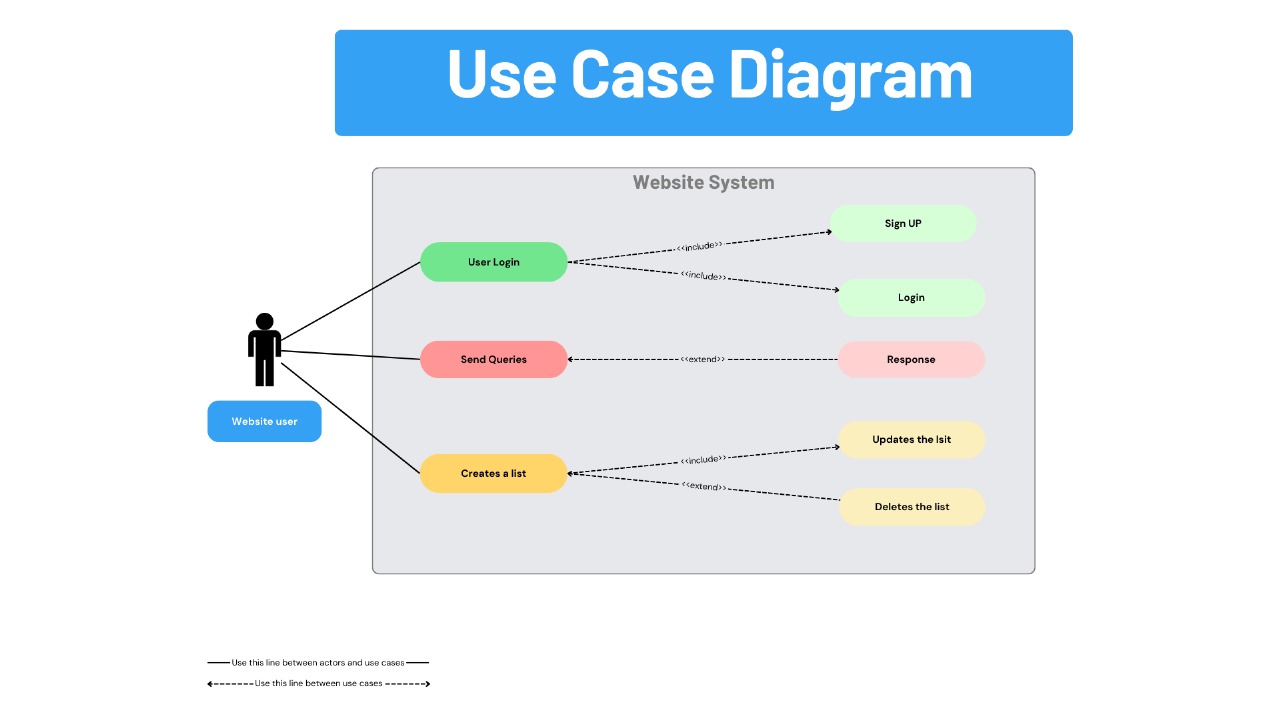 Use Case Diagram
Website System
Sign UP
<<include>>
User Login
<<include>>
Login
Send Queries
<<extend>>
Response
Website user
Updates the lsit
<<include>>
Creates a list
<<extend>>
Deletes the list
Use this line between actors and use cases
Use this line between use cases